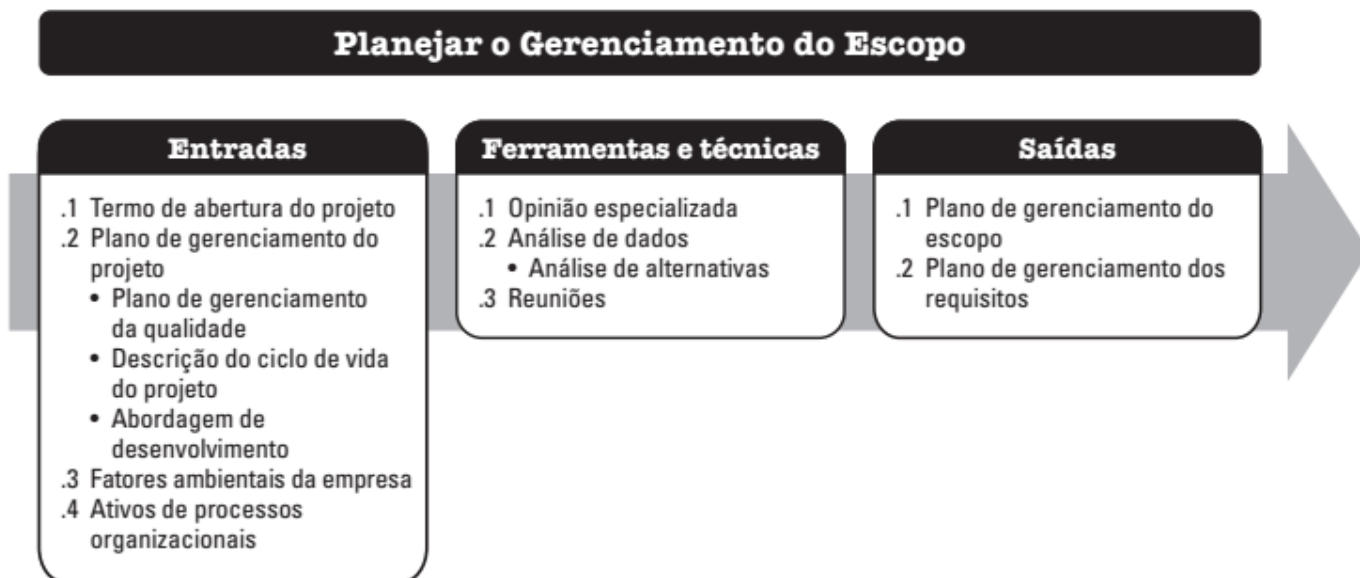 Planejar o Gerenciamento do Escopo
Entradas
.1 Termo de abertura do projeto
.2 Plano de gerenciamento do
projeto
• Plano de gerenciamento
da qualidade
• Descrição do ciclo de vida
do projeto
• Abordagem de
desenvolvimento
.3 Fatores ambientais da empresa
.4 Ativos de processos
organizacionais
Ferramentas e técnicas
.1 Opinião especializada
.2 Análise de dados
• Análise de alternativas
.3 Reuniões
Saídas
.1 Plano de gerenciamento do
escopo
.2 Plano de gerenciamento dos
requisitos